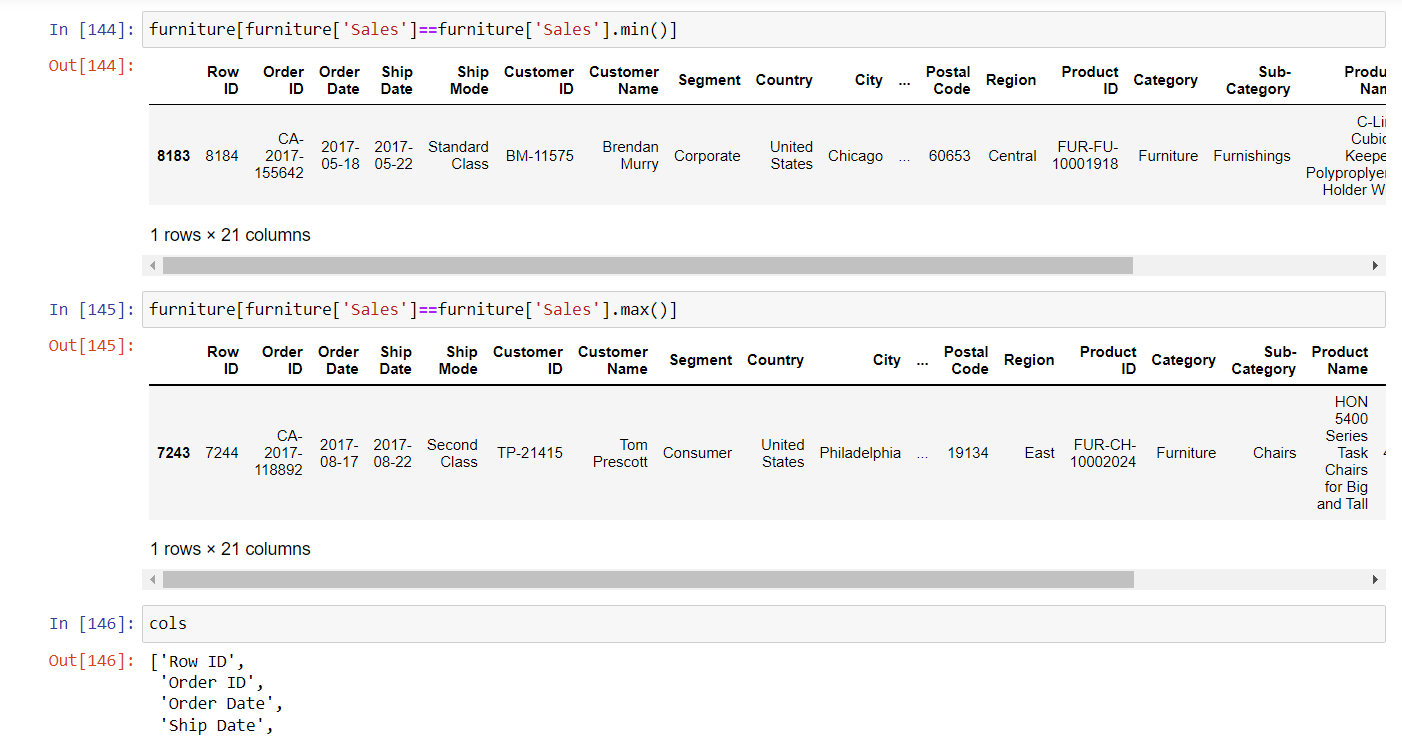 In [144]: furniture[furniture['Sales']==furniture['Sales'].min()]
Out[144]:
Row ID Order ID Order Date Ship Date Ship Mode Customer ID Customer Name Segment Country City ... Postal Code Region Product ID Category Sub-Category
8183 8184 CA-2017-155642 2017-05-18 2017-05-22 Standard Class BM-11575 Brendan Murry Corporate United States Chicago ... 60653 Central FUR-FU-10001918 Furniture Furnishings Holder W
1 rows × 21 columns
In [145]: furniture[furniture['Sales']==furniture['Sales'].max()]
Out[145]:
Row ID Order ID Order Date Ship Date Ship Mode Customer ID Customer Name Segment Country City ... Postal Code Region Product ID Category Sub-Category Product Name
7243 7244 CA-2017-118892 2017-08-17 2017-08-22 Second Class TP-21415 Tom Prescott Consumer United States Philadelphia ... 19134 East FUR-CH-10002024 Furniture Chairs HON 5400 Series Task Chairs for Big and Tall
1 rows × 21 columns
In [146]: cols
Out[146]: ['Row ID',
'Order ID',
'Order Date',
'Ship Date',